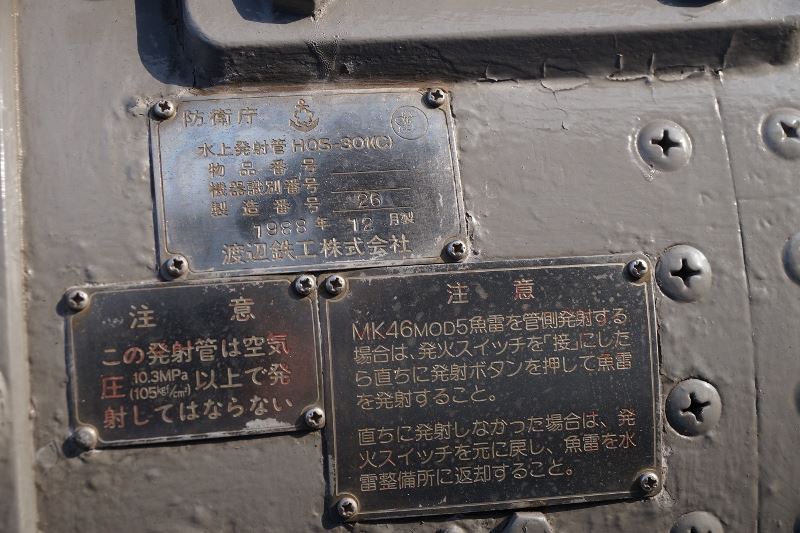 防衛庁
水上発射管 HOS-301(C)
物品番号
機器識別番号
製造番号 26
1988年 12月製
渡辺鉄工株式会社
注 意
この発射管は空気
圧 10.3MPa (105kgf/cm²) 以上で発
射してはならない
注 意
MK46MOD5魚雷を管側発射する
場合は、発火スイッチを「接」にした
ら直ちに発射ボタンを押して魚雷
を発射すること。
直ちに発射しなかった場合は、発
火スイッチを元に戻し、魚雷を水
雷整備所に返却すること。